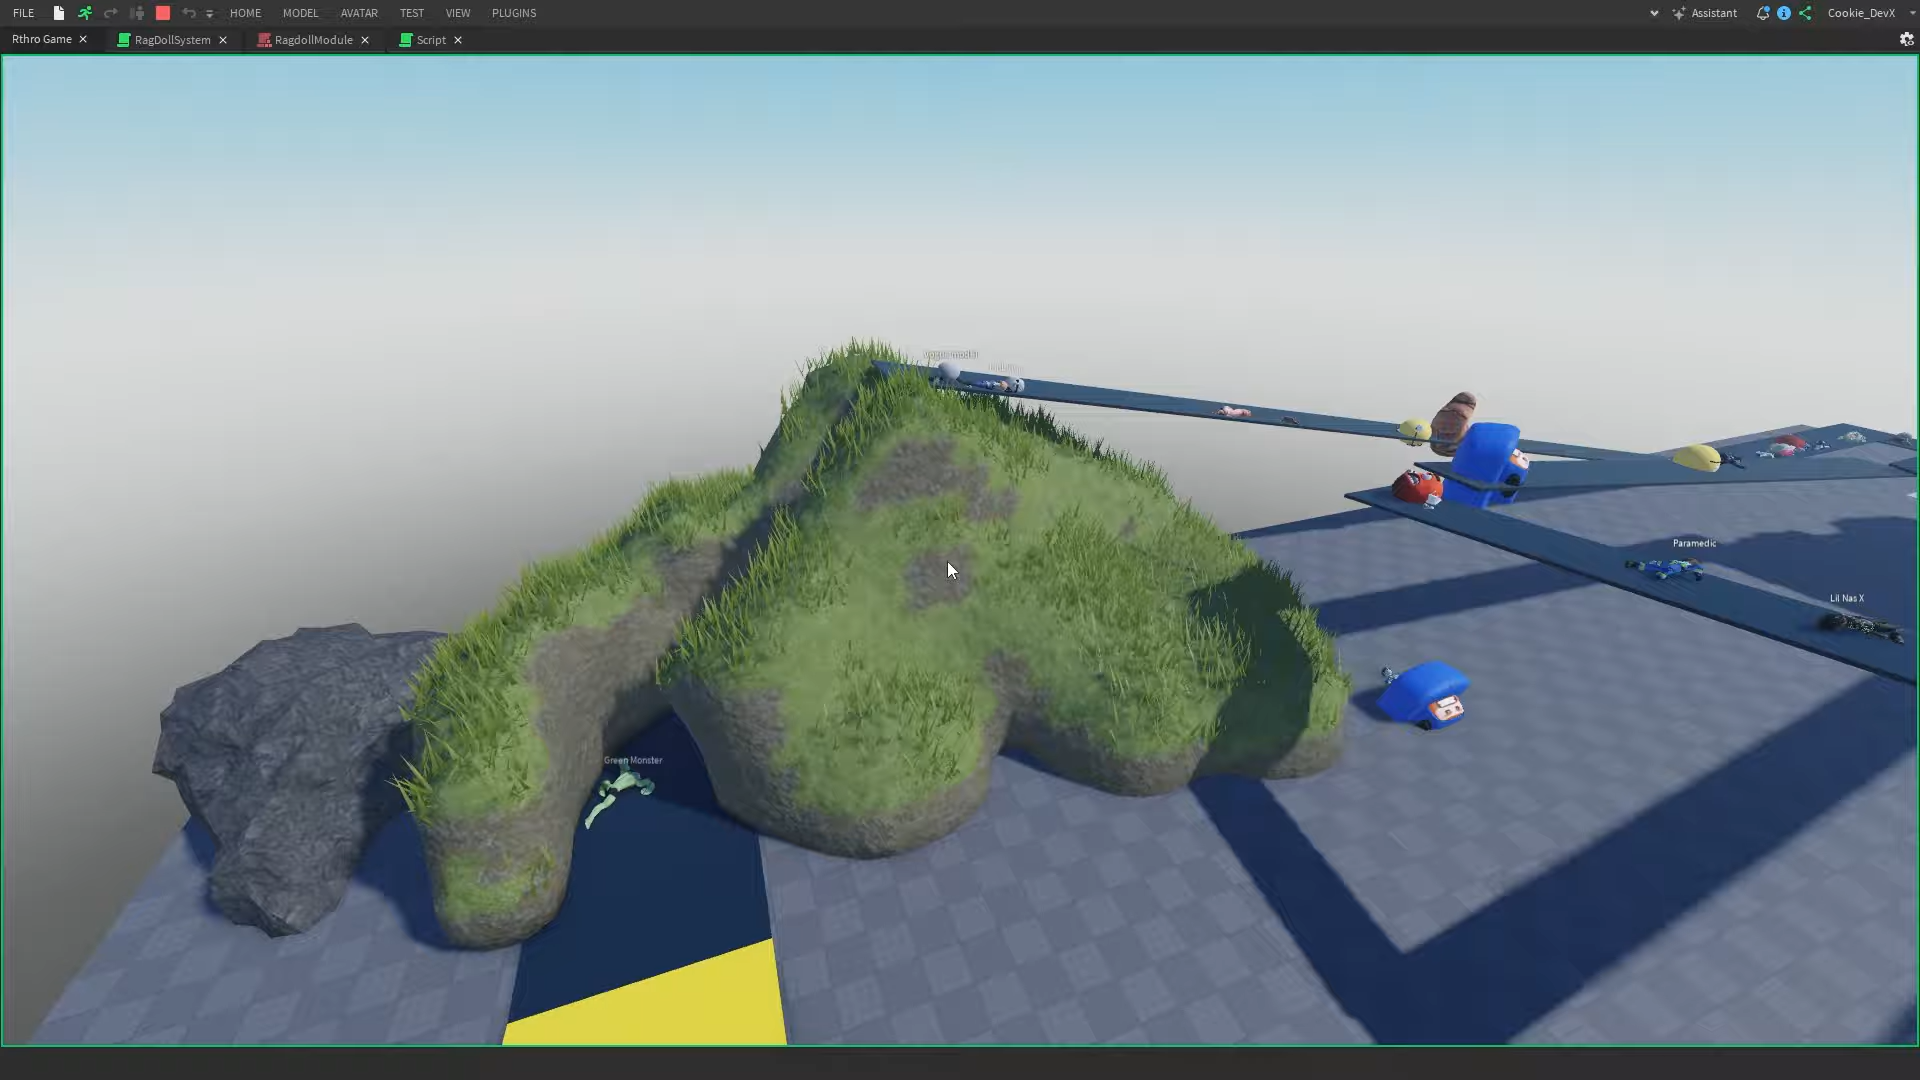 FILE HOME MODEL AVATAR TEST VIEW PLUGINS Assistant Cookie_DevX
Rthro Game RagDollSystem RagdollModule Script
Paramedic
Lil Nas X
Green Monster